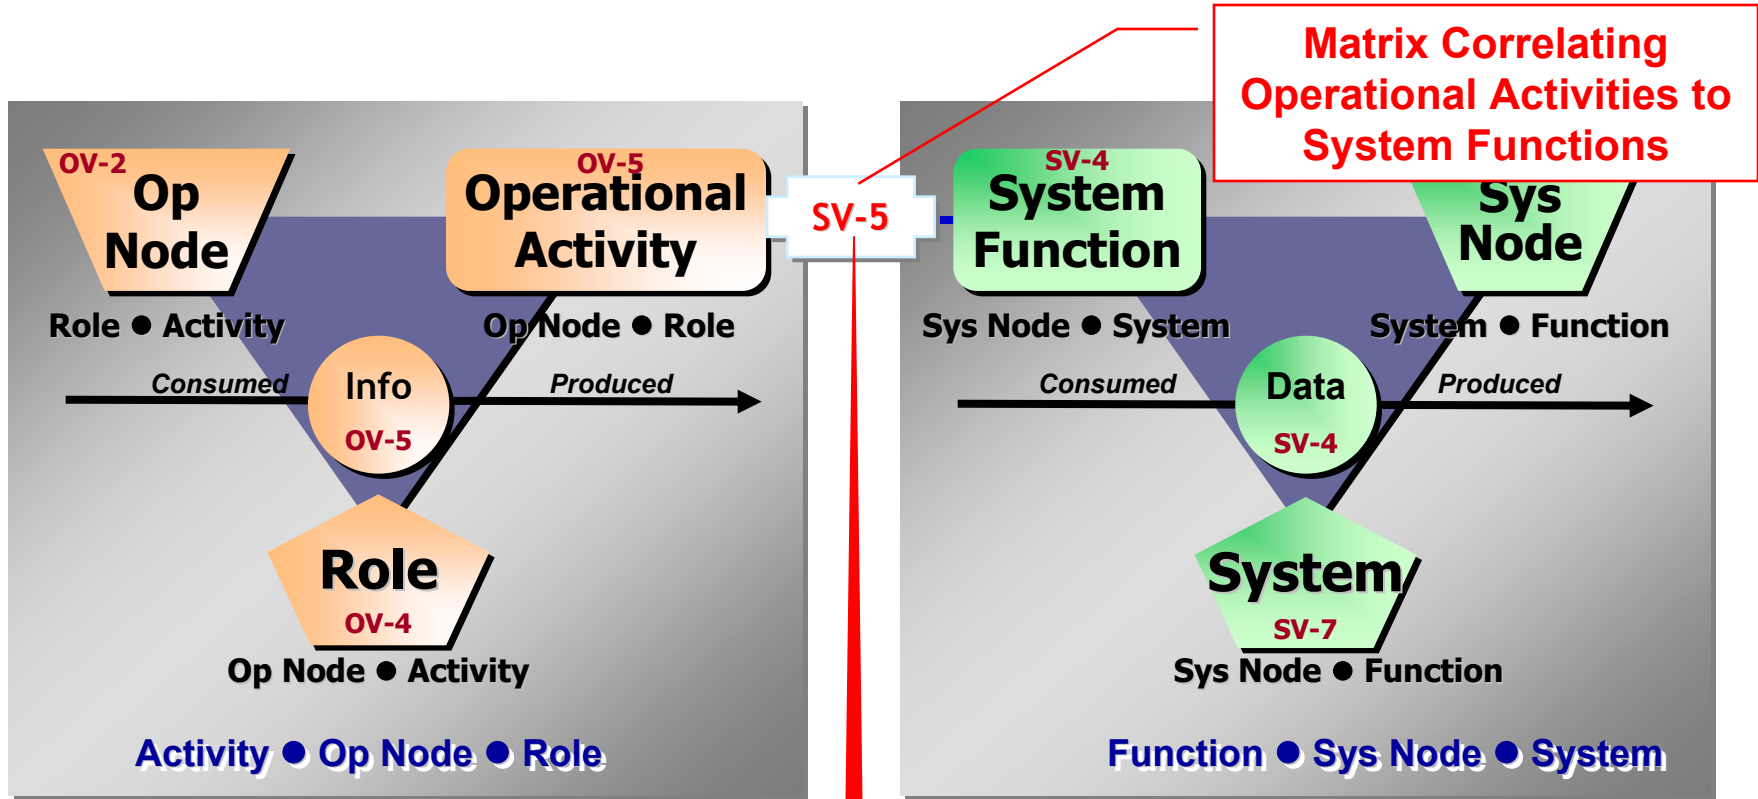 Matrix Correlating
Operational Activities to
System Functions
OV-2
Op
Node
OV-5
Operational
Activity
SV-5
SV-4
System
Function
Sys
Node
Role ● Activity
Op Node ● Role
Sys Node ● System
System ● Function
Consumed
Info
OV-5
Produced
Consumed
Data
SV-4
Produced
Role
OV-4
System
SV-7
Op Node ● Activity
Sys Node ● Function
Activity ● Op Node ● Role
Function ● Sys Node ● System